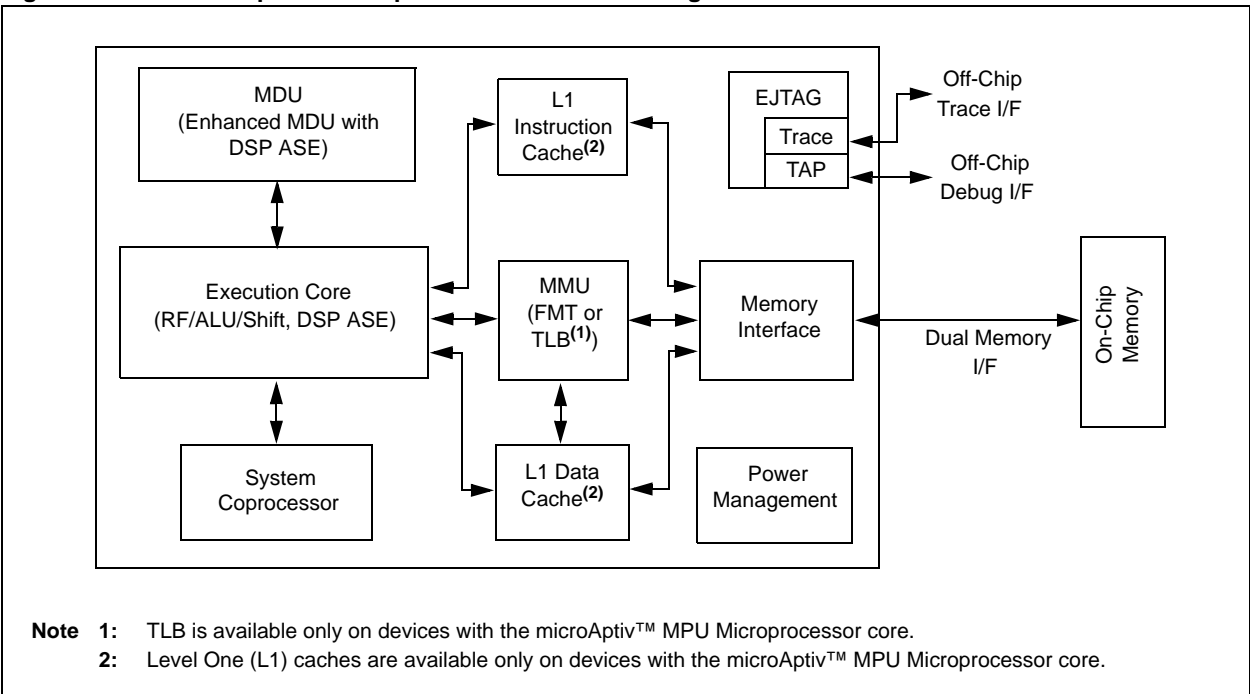 MDU
(Enhanced MDU with
DSP ASE)
L1
Instruction
Cache(2)
EJTAG
Trace
TAP
Off-Chip
Trace I/F
Off-Chip
Debug I/F
Execution Core
(RF/ALU/Shift, DSP ASE)
MMU
(FMT or
TLB(1))
Memory
Interface
Dual Memory
I/F
On-Chip
Memory
System
Coprocessor
L1 Data
Cache(2)
Power
Management
Note 1: TLB is available only on devices with the microAptiv™ MPU Microprocessor core.
2: Level One (L1) caches are available only on devices with the microAptiv™ MPU Microprocessor core.